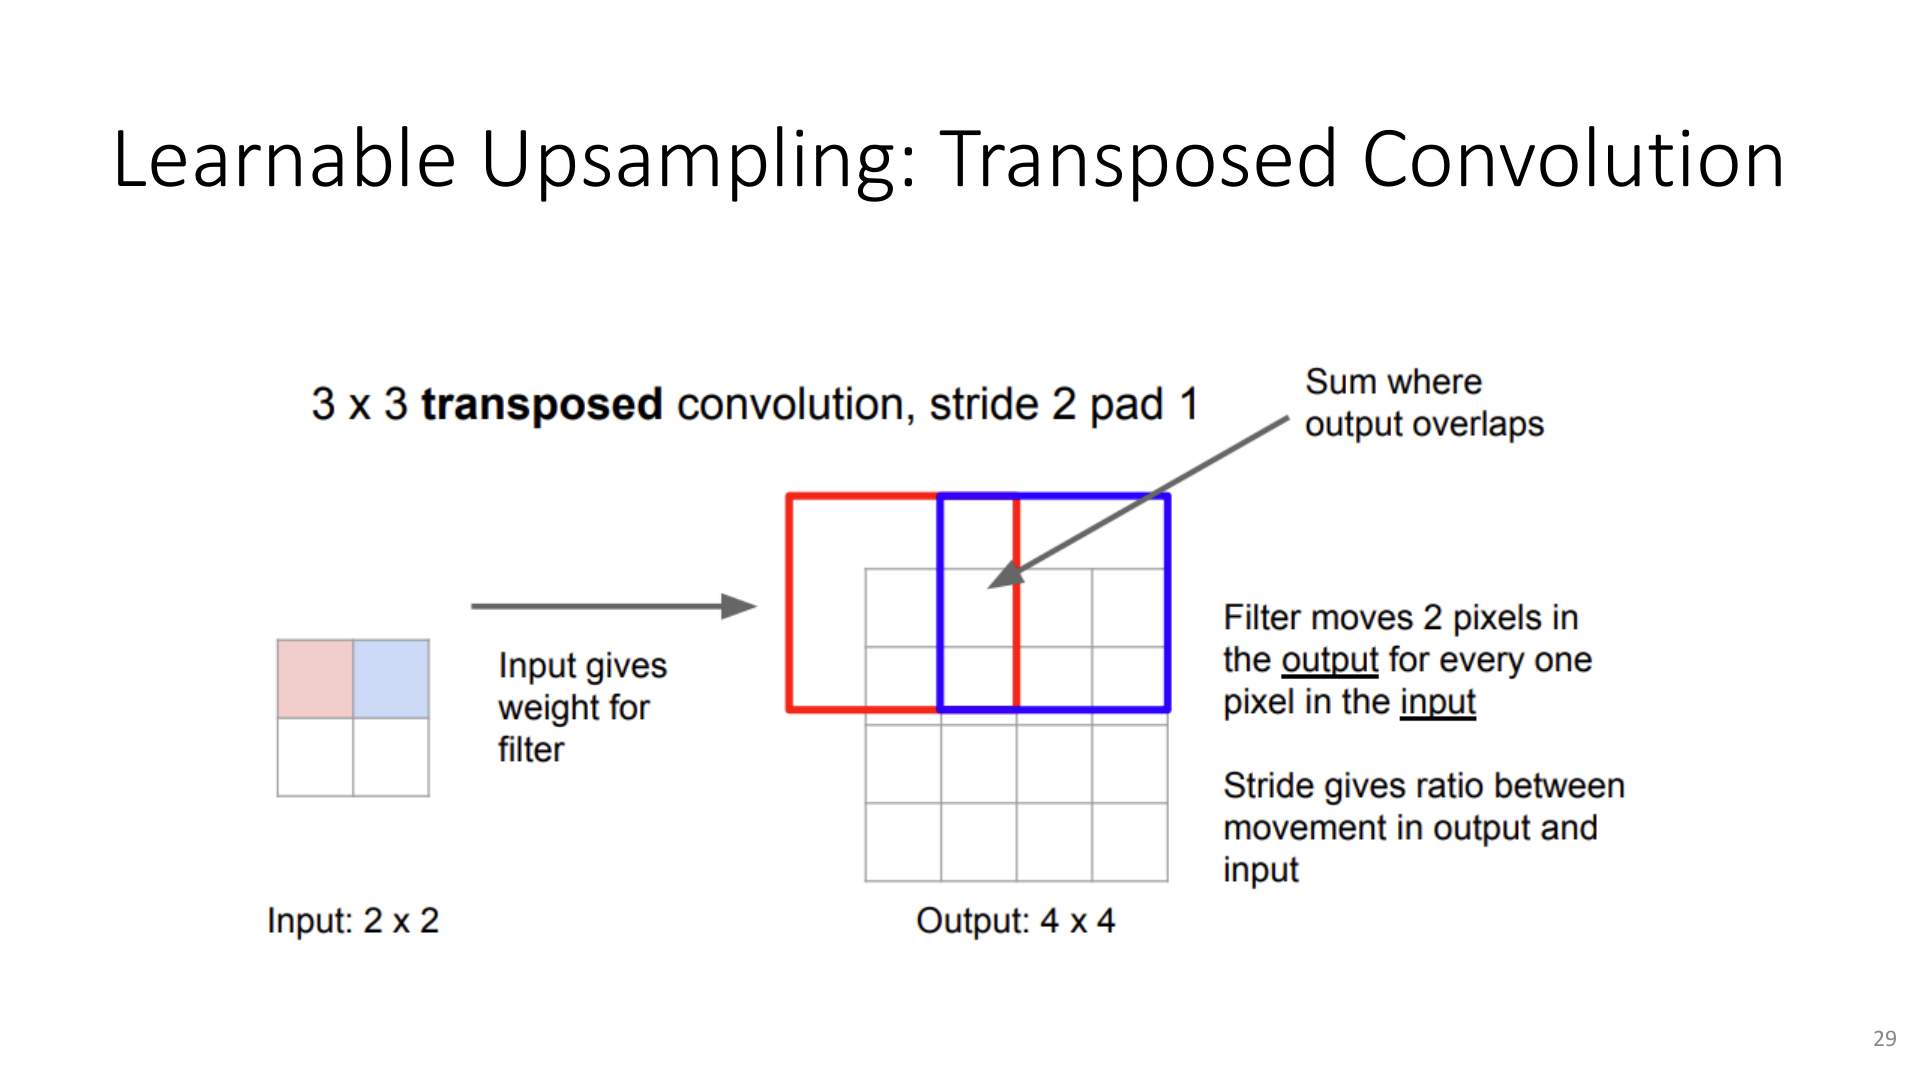 Learnable Upsampling: Transposed Convolution
3 x 3 transposed convolution, stride 2 pad 1
Sum where
output overlaps
Input gives
weight for
filter
Filter moves 2 pixels in
the output for every one
pixel in the input
Stride gives ratio between
movement in output and
input
Input: 2 x 2
Output: 4 x 4
29